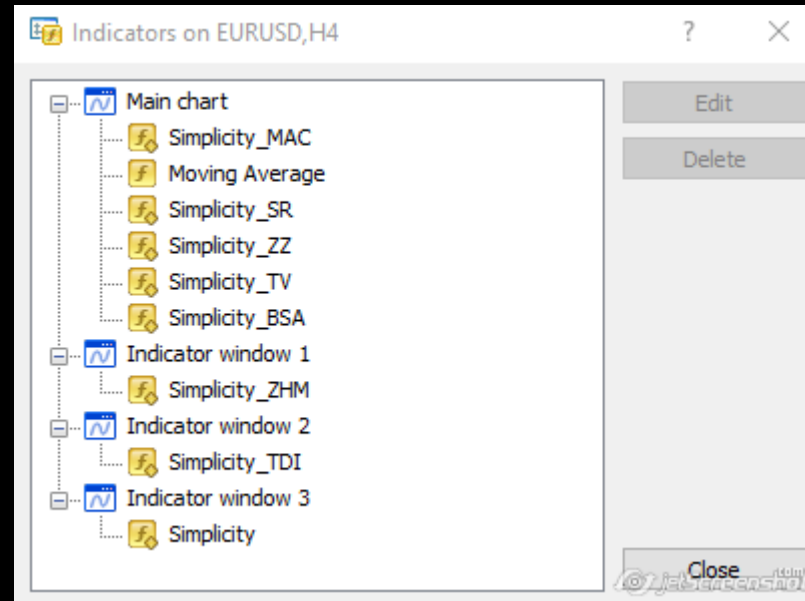 Indicators on EURUSD,H4
?
Main chart
Simplicity_MAC
Moving Average
Simplicity_SR
Simplicity_ZZ
Simplicity_TV
Simplicity_BSA
Indicator window 1
Simplicity_ZHM
Indicator window 2
Simplicity_TDI
Indicator window 3
Simplicity
Edit
Delete
Close